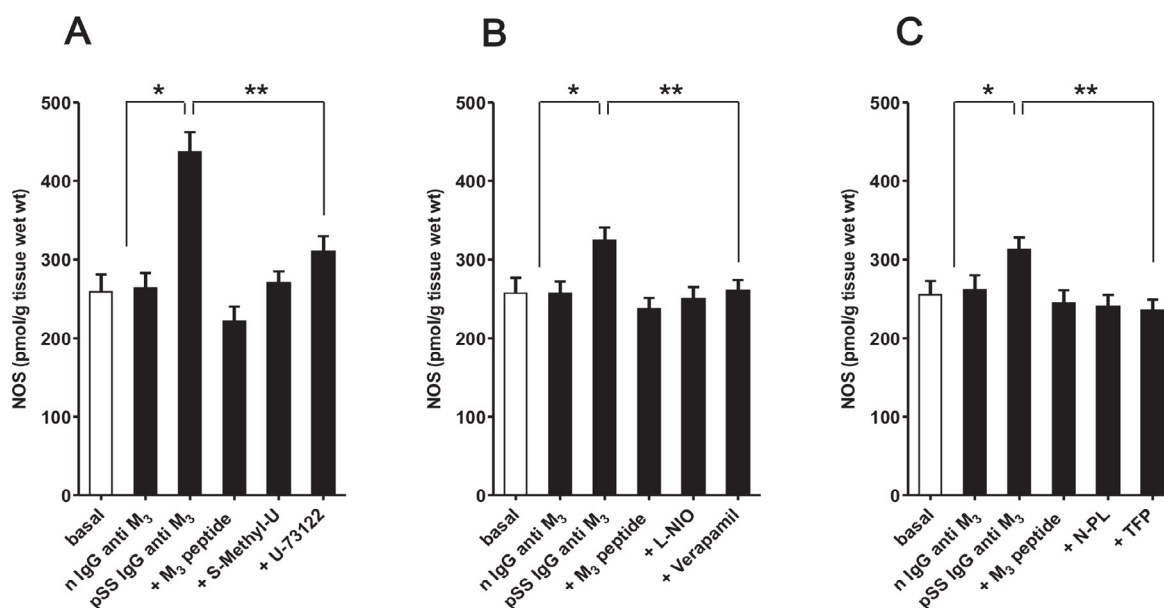 A
B
C
* **
* **
* **
NOS (pmol/g tissue wet wt)
500
400
300
200
100
0
basal
n IgG anti M₃
pSS IgG anti M₃
+ M₃ peptide
+ S-Methyl-U
+ U-73122
NOS (pmol/g tissue wet wt)
500
400
300
200
100
0
basal
n IgG anti M₃
pSS IgG anti M₃
+ M₃ peptide
+ L-NIO
+ Verapamil
NOS (pmol/g tissue wet wt)
500
400
300
200
100
0
basal
n IgG anti M₃
pSS IgG anti M₃
+ M₃ peptide
+ N-PL
+ TFP